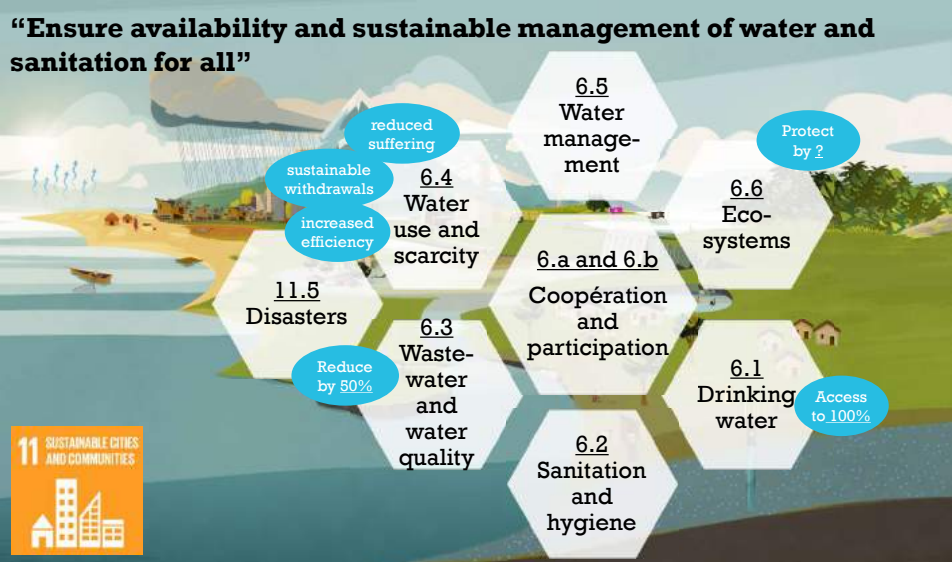 “Ensure availability and sustainable management of water and
sanitation for all”
6.5
Water
manage-
ment
reduced
suffering
Protect
by ?
sustainable
withdrawals
6.4
Water
use and
scarcity
6.6
Eco-
systems
increased
efficiency
6.a and 6.b
Coopération
and
participation
11.5
Disasters
6.3
Waste-
water
and
water
quality
Reduce
by 50%
6.1
Drinking
water
Access
to 100%
6.2
Sanitation
and
hygiene
11 SUSTAINABLE CITIES
AND COMMUNITIES